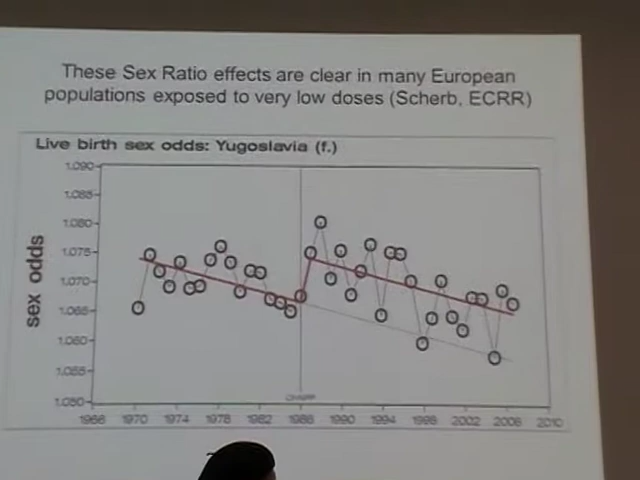 These Sex Ratio effects are clear in many European
populations exposed to very low doses (Scherb, ECRR)
Live birth sex odds: Yugoslavia (f.)
sex odds
1.090
1.085
1.080
1.075
1.070
1.065
1.060
1.055
1.050
1966 1970 1974 1978 1982 1986 1990 1994 1998 2002 2006 2010